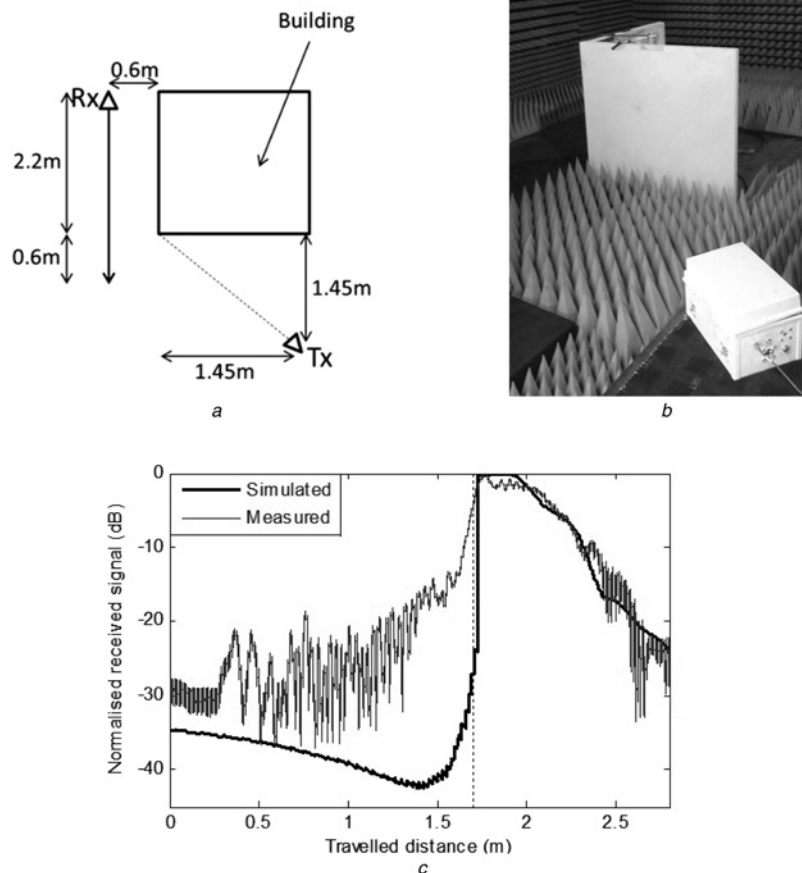 Building
0.6m
Rx
2.2m
0.6m
1.45m
Tx
1.45m
a
b
Simulated
Measured
Normalised received signal (dB)
0
-10
-20
-30
-40
0
0.5
1
1.5
2
2.5
Travelled distance (m)
c